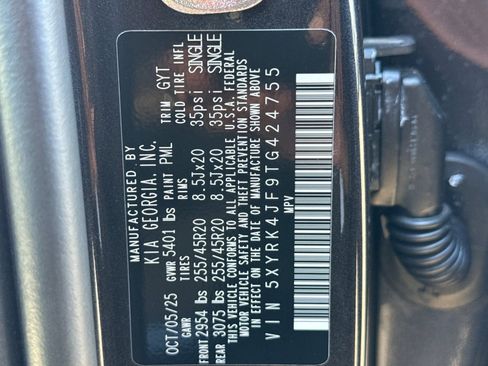 MANUFACTURED BY
KIA GEORGIA, INC.
OCT/05/25 GVWR 5401 lbs PAINT PML TRIM GYT
GAWR TIRES RIMS COLD TIRE INFL
FRONT 2954 lbs 255/45R20 8.5Jx20 35psi SINGLE
REAR 3075 lbs 255/45R20 8.5Jx20 35psi SINGLE
THIS VEHICLE CONFORMS TO ALL APPLICABLE U.S.A. FEDERAL
MOTOR VEHICLE SAFETY AND THEFT PREVENTION STANDARDS
IN EFFECT ON THE DATE OF MANUFACTURE SHOWN ABOVE
VIN 5XYRK4JF9TG424755
MPV